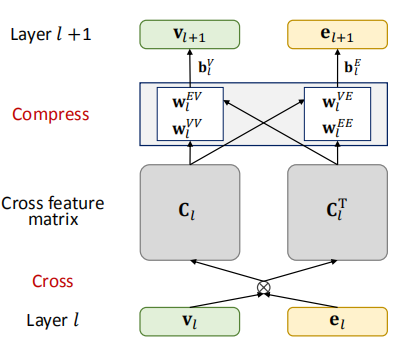 Layer l +1
v_{l+1}
e_{l+1}
b_l^V
b_l^E
Compress
w_l^{EV}
w_l^{VE}
w_l^{VV}
w_l^{EE}
Cross feature
matrix
C_l
C_l^T
Cross
Layer l
v_l
e_l